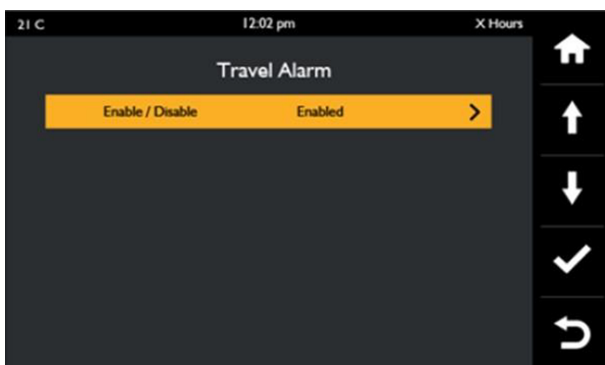 21 C 12:02 pm X Hours
Travel Alarm
Enable / Disable Enabled